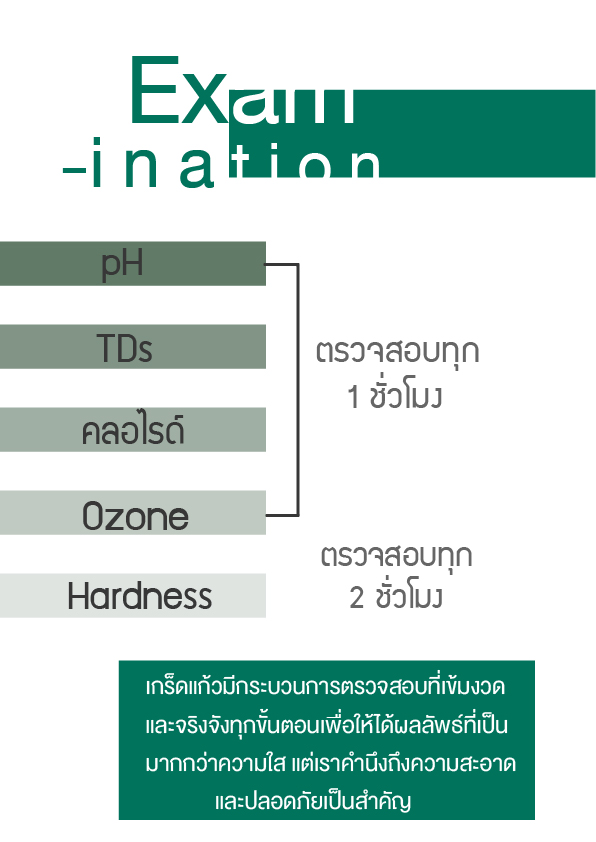 Exam
-ination
pH
TDs
ตรวจสอบทุก
1 ชั่วโมง
คลอไรด์
Ozone
ตรวจสอบทุก
2 ชั่วโมง
Hardness
เกร็ดแก้วมีกระบวนการตรวจสอบที่เข้มงวด
และจริงจังทุกขั้นตอนเพื่อให้ได้ผลลัพธ์ที่เป็น
มากกว่าความใส แต่เราคำนึงถึงความสะอาด
และปลอดภัยเป็นสำคัญ